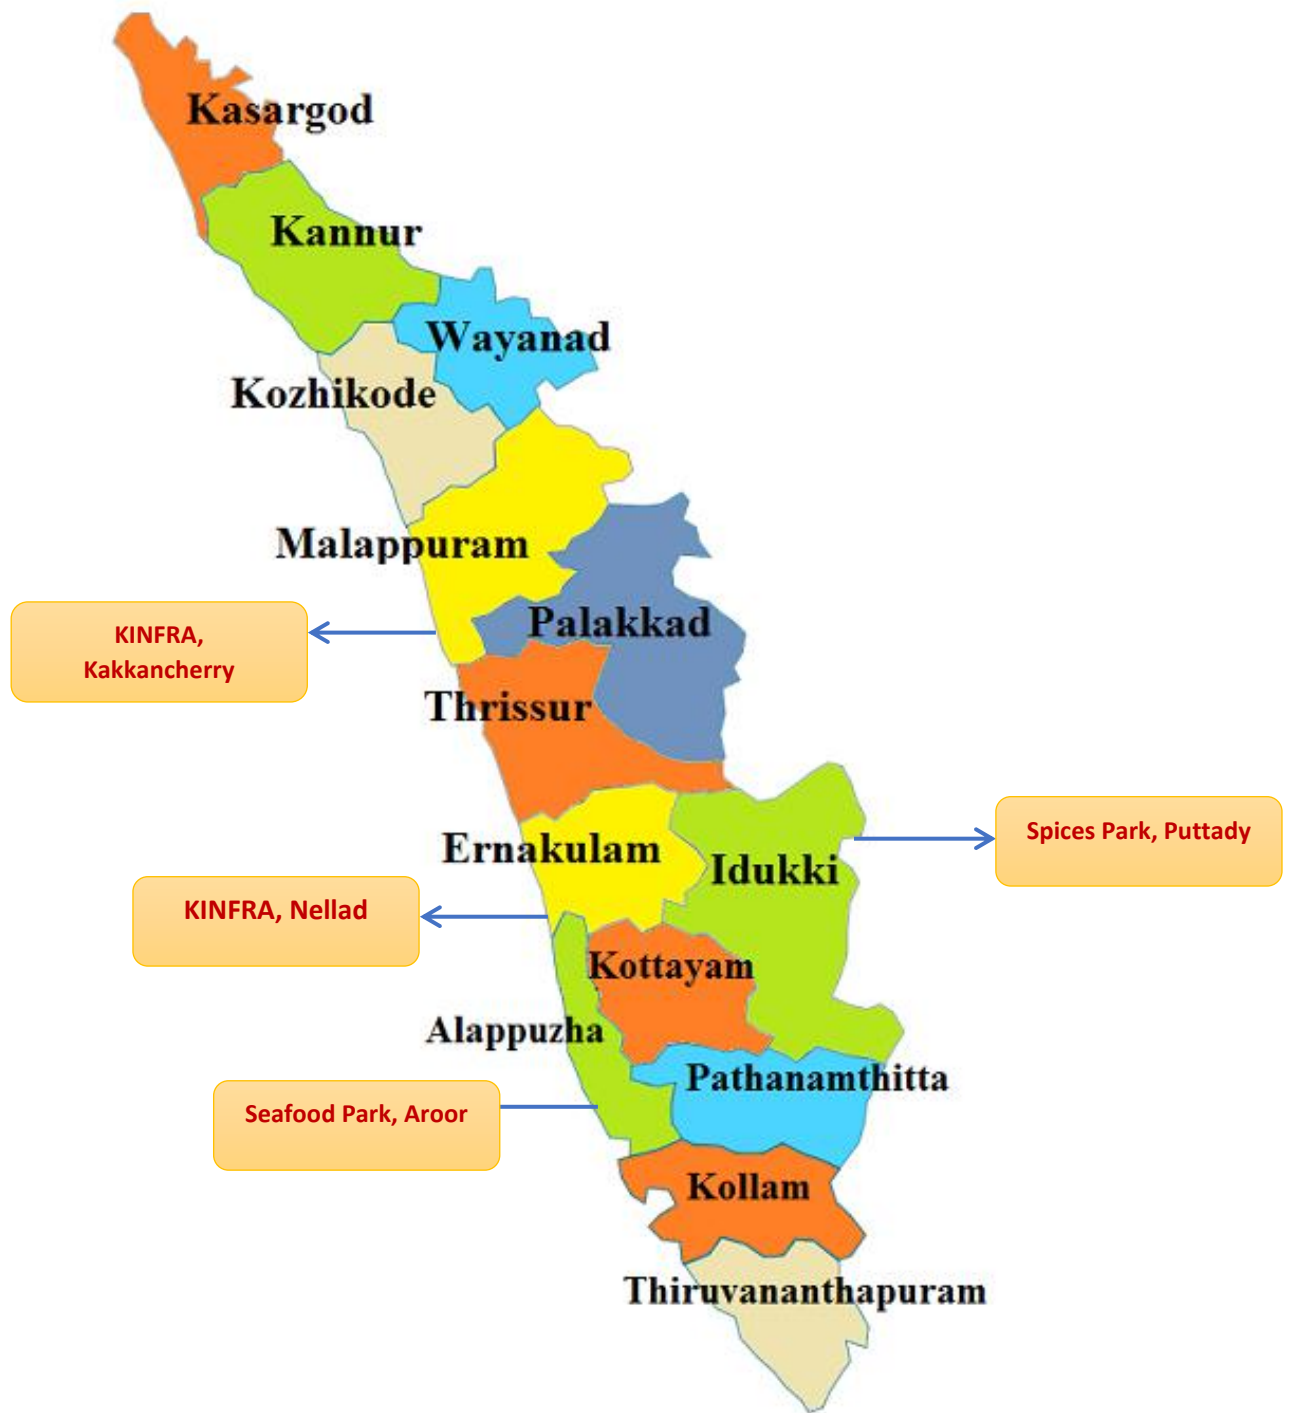 Kasargod
Kannur
Wayanad
Kozhikode
Malappuram
KINFRA,
Kakkancherry
Palakkad
Thrissur
Spices Park, Puttady
Ernakulam
Idukki
KINFRA, Nellad
Kottayam
Alappuzha
Pathanamthitta
Seafood Park, Aroor
Kollam
Thiruvananthapuram